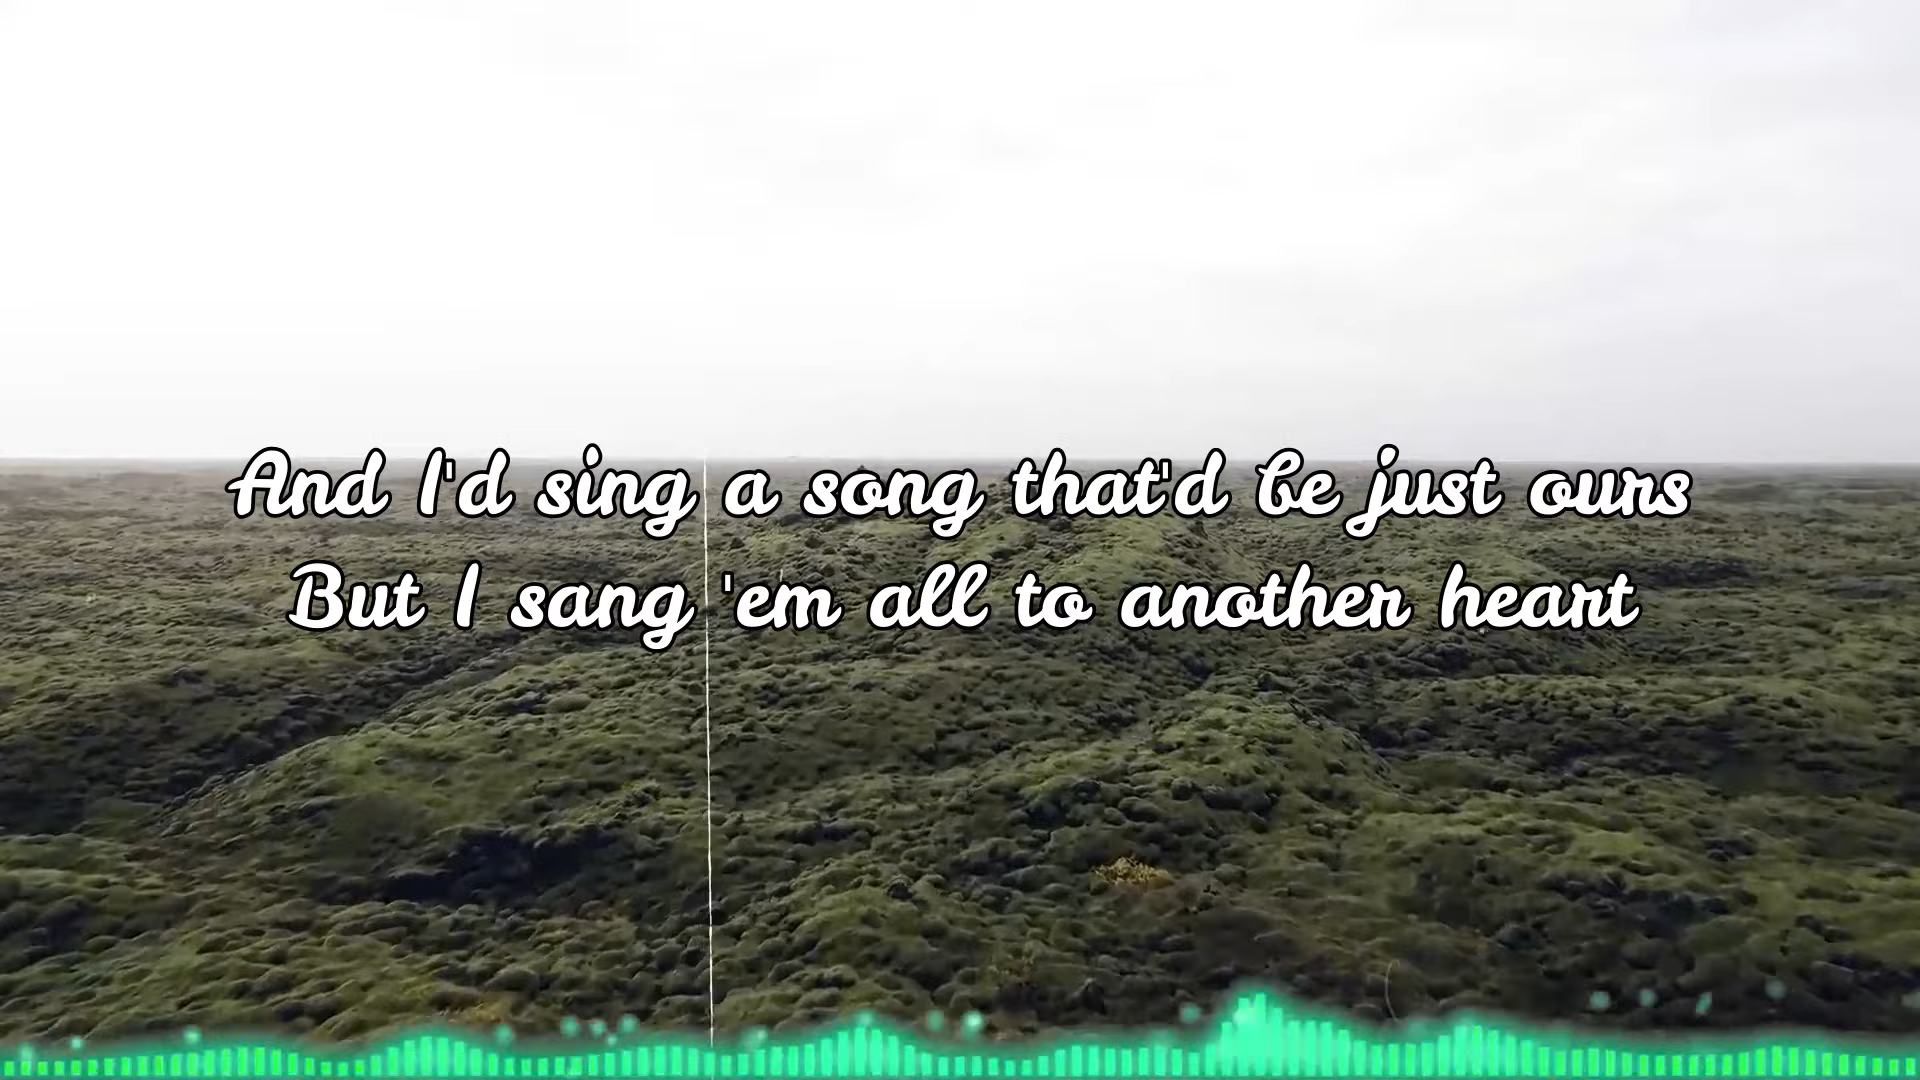 And I'd sing a song that'd be just ours
But I sang 'em all to another heart